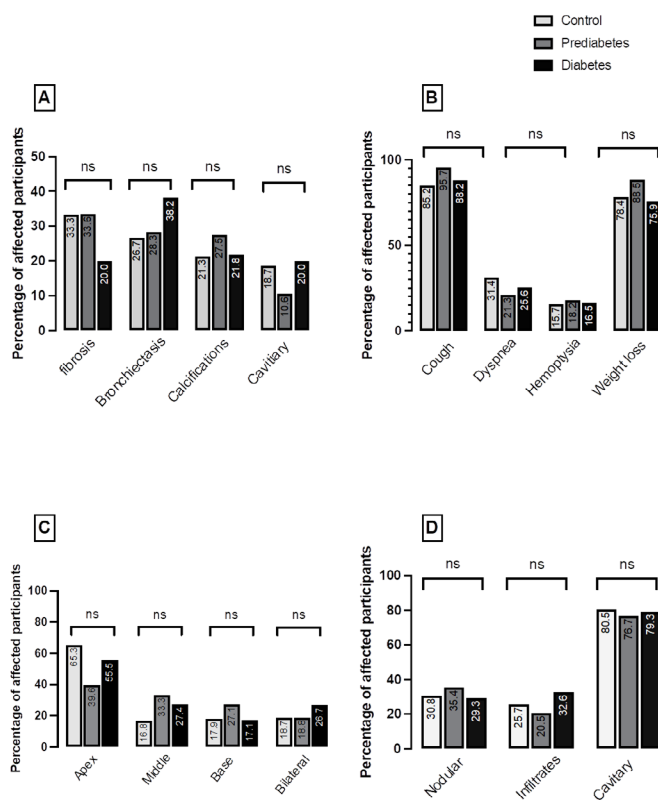 Control
Prediabetes
Diabetes
A
Percentage of affected participants
50
40
30
20
10
0
ns
ns
ns
ns
33.3
33.5
20.0
26.7
28.3
38.2
21.3
27.5
21.8
18.7
10.6
20.0
fibrosis
Bronchiectasis
Calcifications
Cavitiary
B
Percentage of affected participants
100
50
0
ns
ns
ns
85.2
95.7
88.2
31.4
21.3
25.6
15.7
18.2
16.5
78.4
88.5
75.9
Cough
Dyspnea
Hemoplysia
Weight loss
C
Percentage of affected participants
100
80
60
40
20
0
ns
ns
ns
ns
65.3
39.6
55.5
16.8
33.3
27.4
17.9
27.1
17.1
18.7
18.8
26.7
Apex
Middle
Base
Bilateral
D
Percentage of affected participants
100
80
60
40
20
0
ns
ns
ns
30.8
35.4
29.3
25.7
20.5
32.6
80.5
76.7
79.3
Nodular
Infiltrates
Cavitary